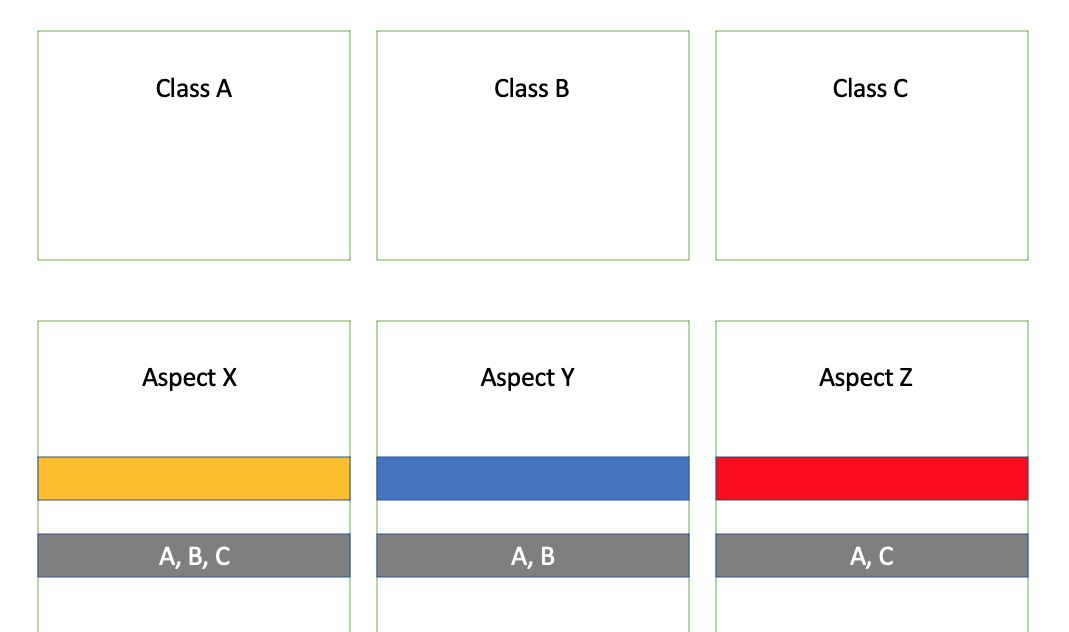 Class A
Class B
Class C
Aspect X
Aspect Y
Aspect Z
A, B, C
A, B
A, C